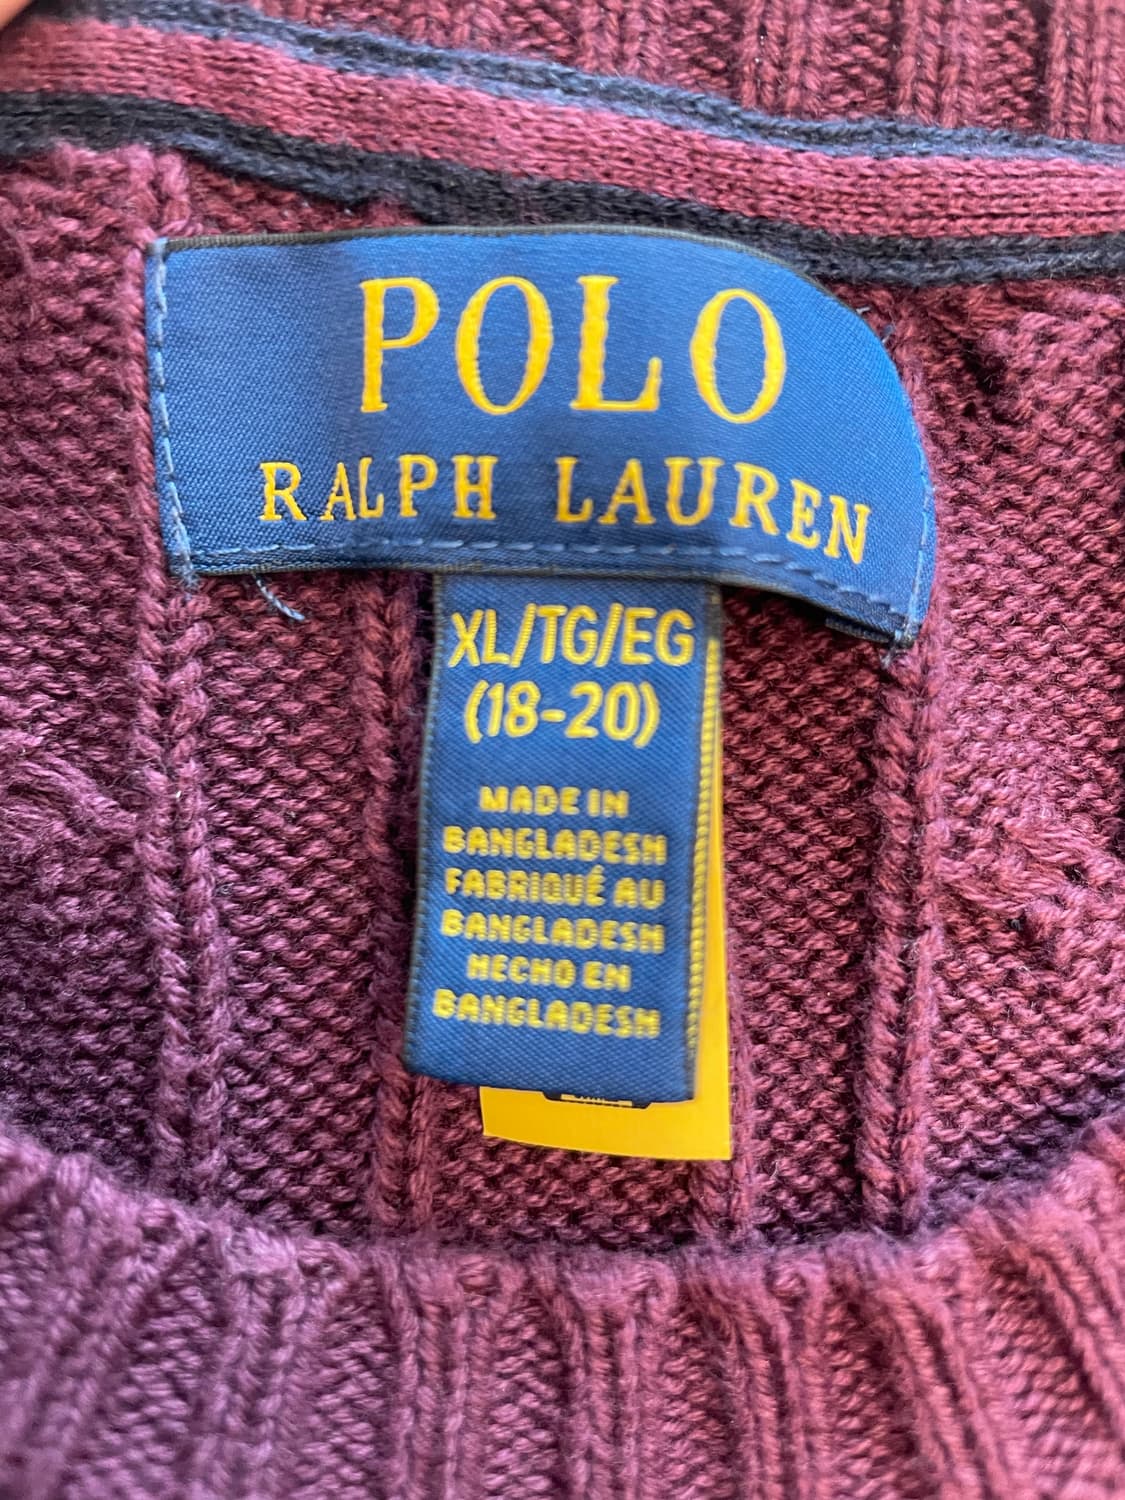 POLO
RALPH LAUREN
XL/TG/EG
(18-20)
MADE IN
BANGLADESH
FABRIQUÉ AU
BANGLADESH
HECHO EN
BANGLADESH